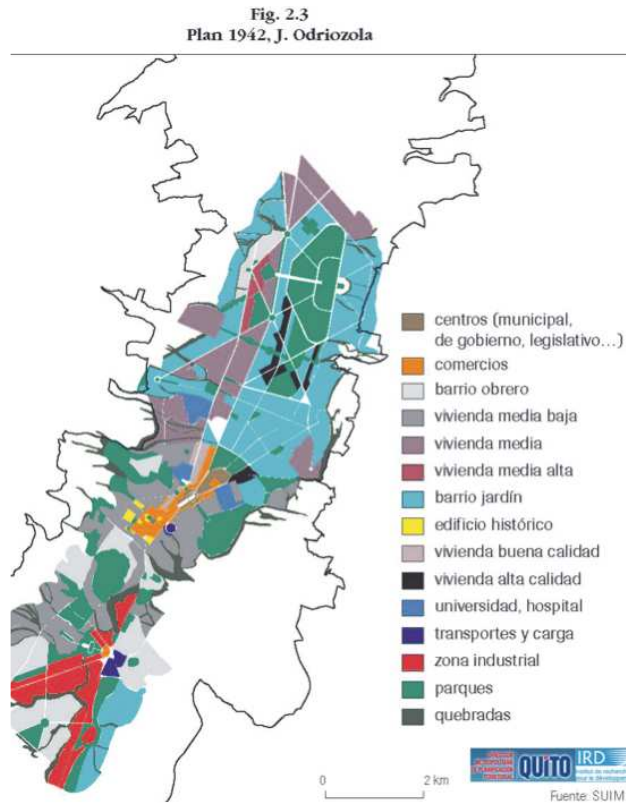 Fig. 2.3
Plan 1942, J. Odriozola
centros (municipal,
de gobierno, legislativo...)
comercios
barrio obrero
vivienda media baja
vivienda media
vivienda media alta
barrio jardín
edificio histórico
vivienda buena calidad
vivienda alta calidad
universidad, hospital
transportes y carga
zona industrial
parques
quebradas
0 2 km
QUITO
IRD
Fuente: SUIM